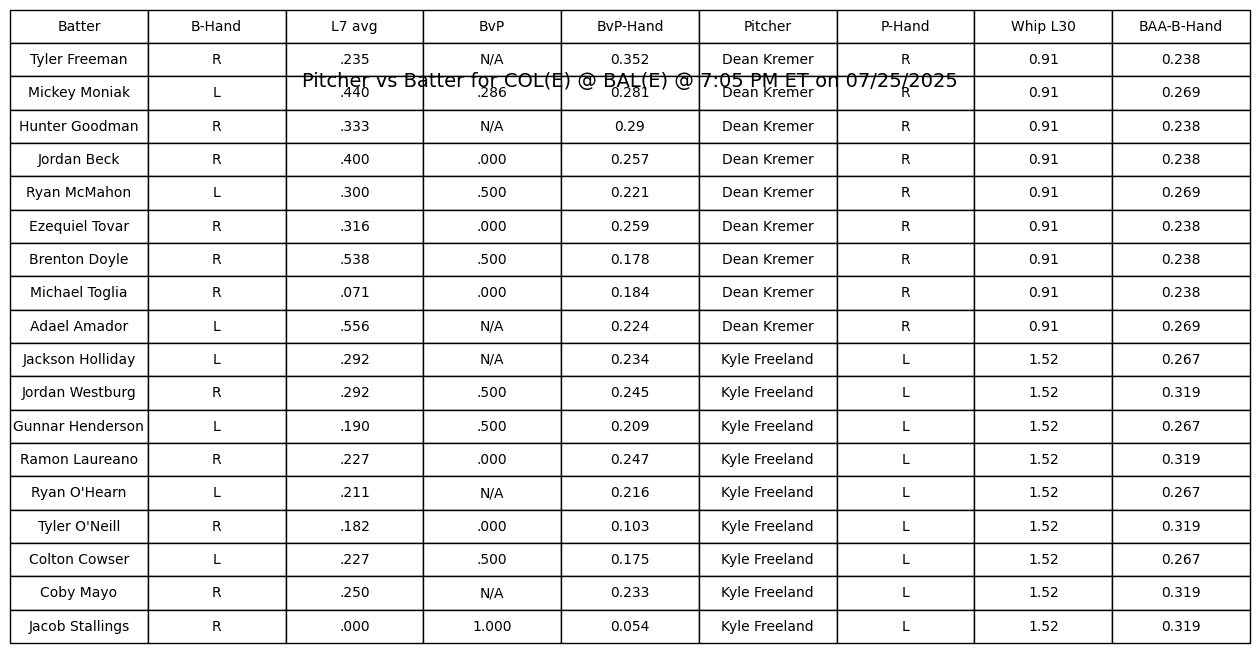 Batter B-Hand L7 avg BvP BvP-Hand Pitcher P-Hand Whip L30 BAA-B-Hand
Tyler Freeman R .235 N/A 0.352 Dean Kremer R 0.91 0.238
Pitcher vs Batter for COL(E) @ BAL(E) @ 7:05 PM ET on 07/25/2025
Mickey Moniak L .440 .286 0.281 Dean Kremer R 0.91 0.269
Hunter Goodman R .333 N/A 0.29 Dean Kremer R 0.91 0.238
Jordan Beck R .400 .000 0.257 Dean Kremer R 0.91 0.238
Ryan McMahon L .300 .500 0.221 Dean Kremer R 0.91 0.269
Ezequiel Tovar R .316 .000 0.259 Dean Kremer R 0.91 0.238
Brenton Doyle R .538 .500 0.178 Dean Kremer R 0.91 0.238
Michael Toglia R .071 .000 0.184 Dean Kremer R 0.91 0.238
Adael Amador L .556 N/A 0.224 Dean Kremer R 0.91 0.269
Jackson Holliday L .292 N/A 0.234 Kyle Freeland L 1.52 0.267
Jordan Westburg R .292 .500 0.245 Kyle Freeland L 1.52 0.319
Gunnar Henderson L .190 .500 0.209 Kyle Freeland L 1.52 0.267
Ramon Laureano R .227 .000 0.247 Kyle Freeland L 1.52 0.319
Ryan O'Hearn L .211 N/A 0.216 Kyle Freeland L 1.52 0.267
Tyler O'Neill R .182 .000 0.103 Kyle Freeland L 1.52 0.319
Colton Cowser L .227 .500 0.175 Kyle Freeland L 1.52 0.267
Coby Mayo R .250 N/A 0.233 Kyle Freeland L 1.52 0.319
Jacob Stallings R .000 1.000 0.054 Kyle Freeland L 1.52 0.319